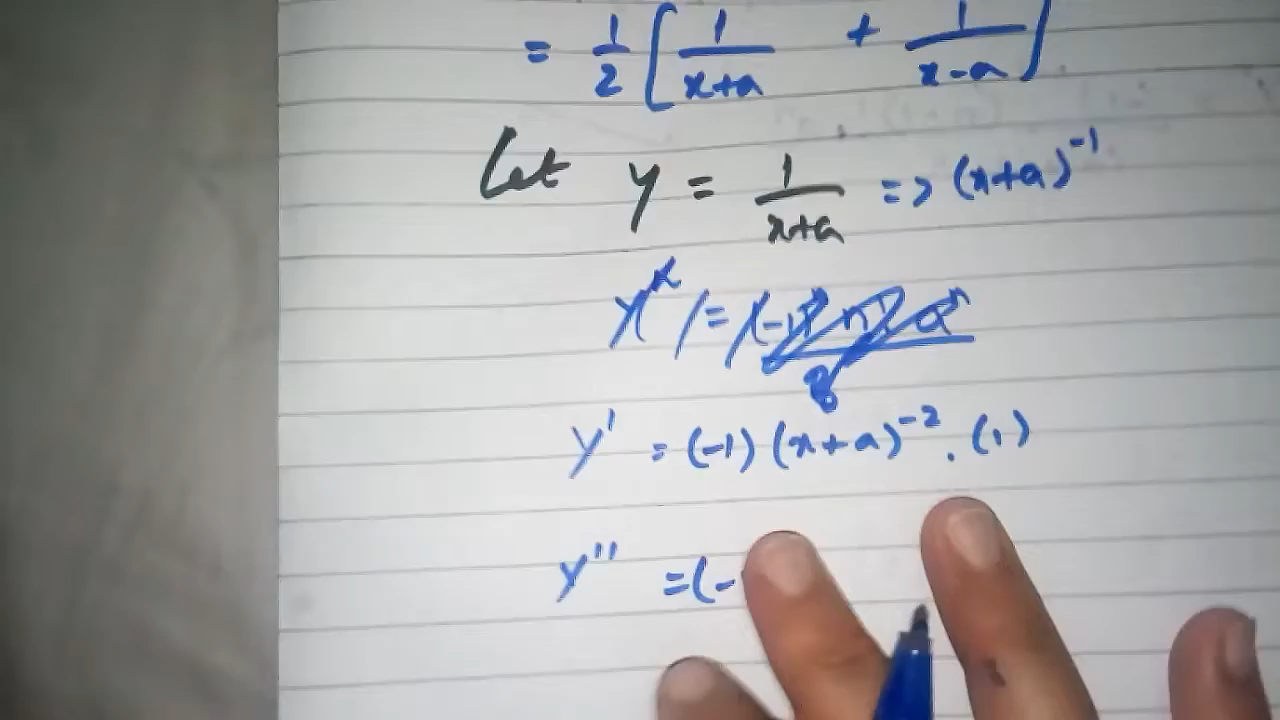 = 1/2 [ 1/(x+a) + 1/(x-a) ]
Let y = 1/(x+a) => (x+a)^-1
y' = (-1) (x+a)^-2 . (1)
y'' = (-